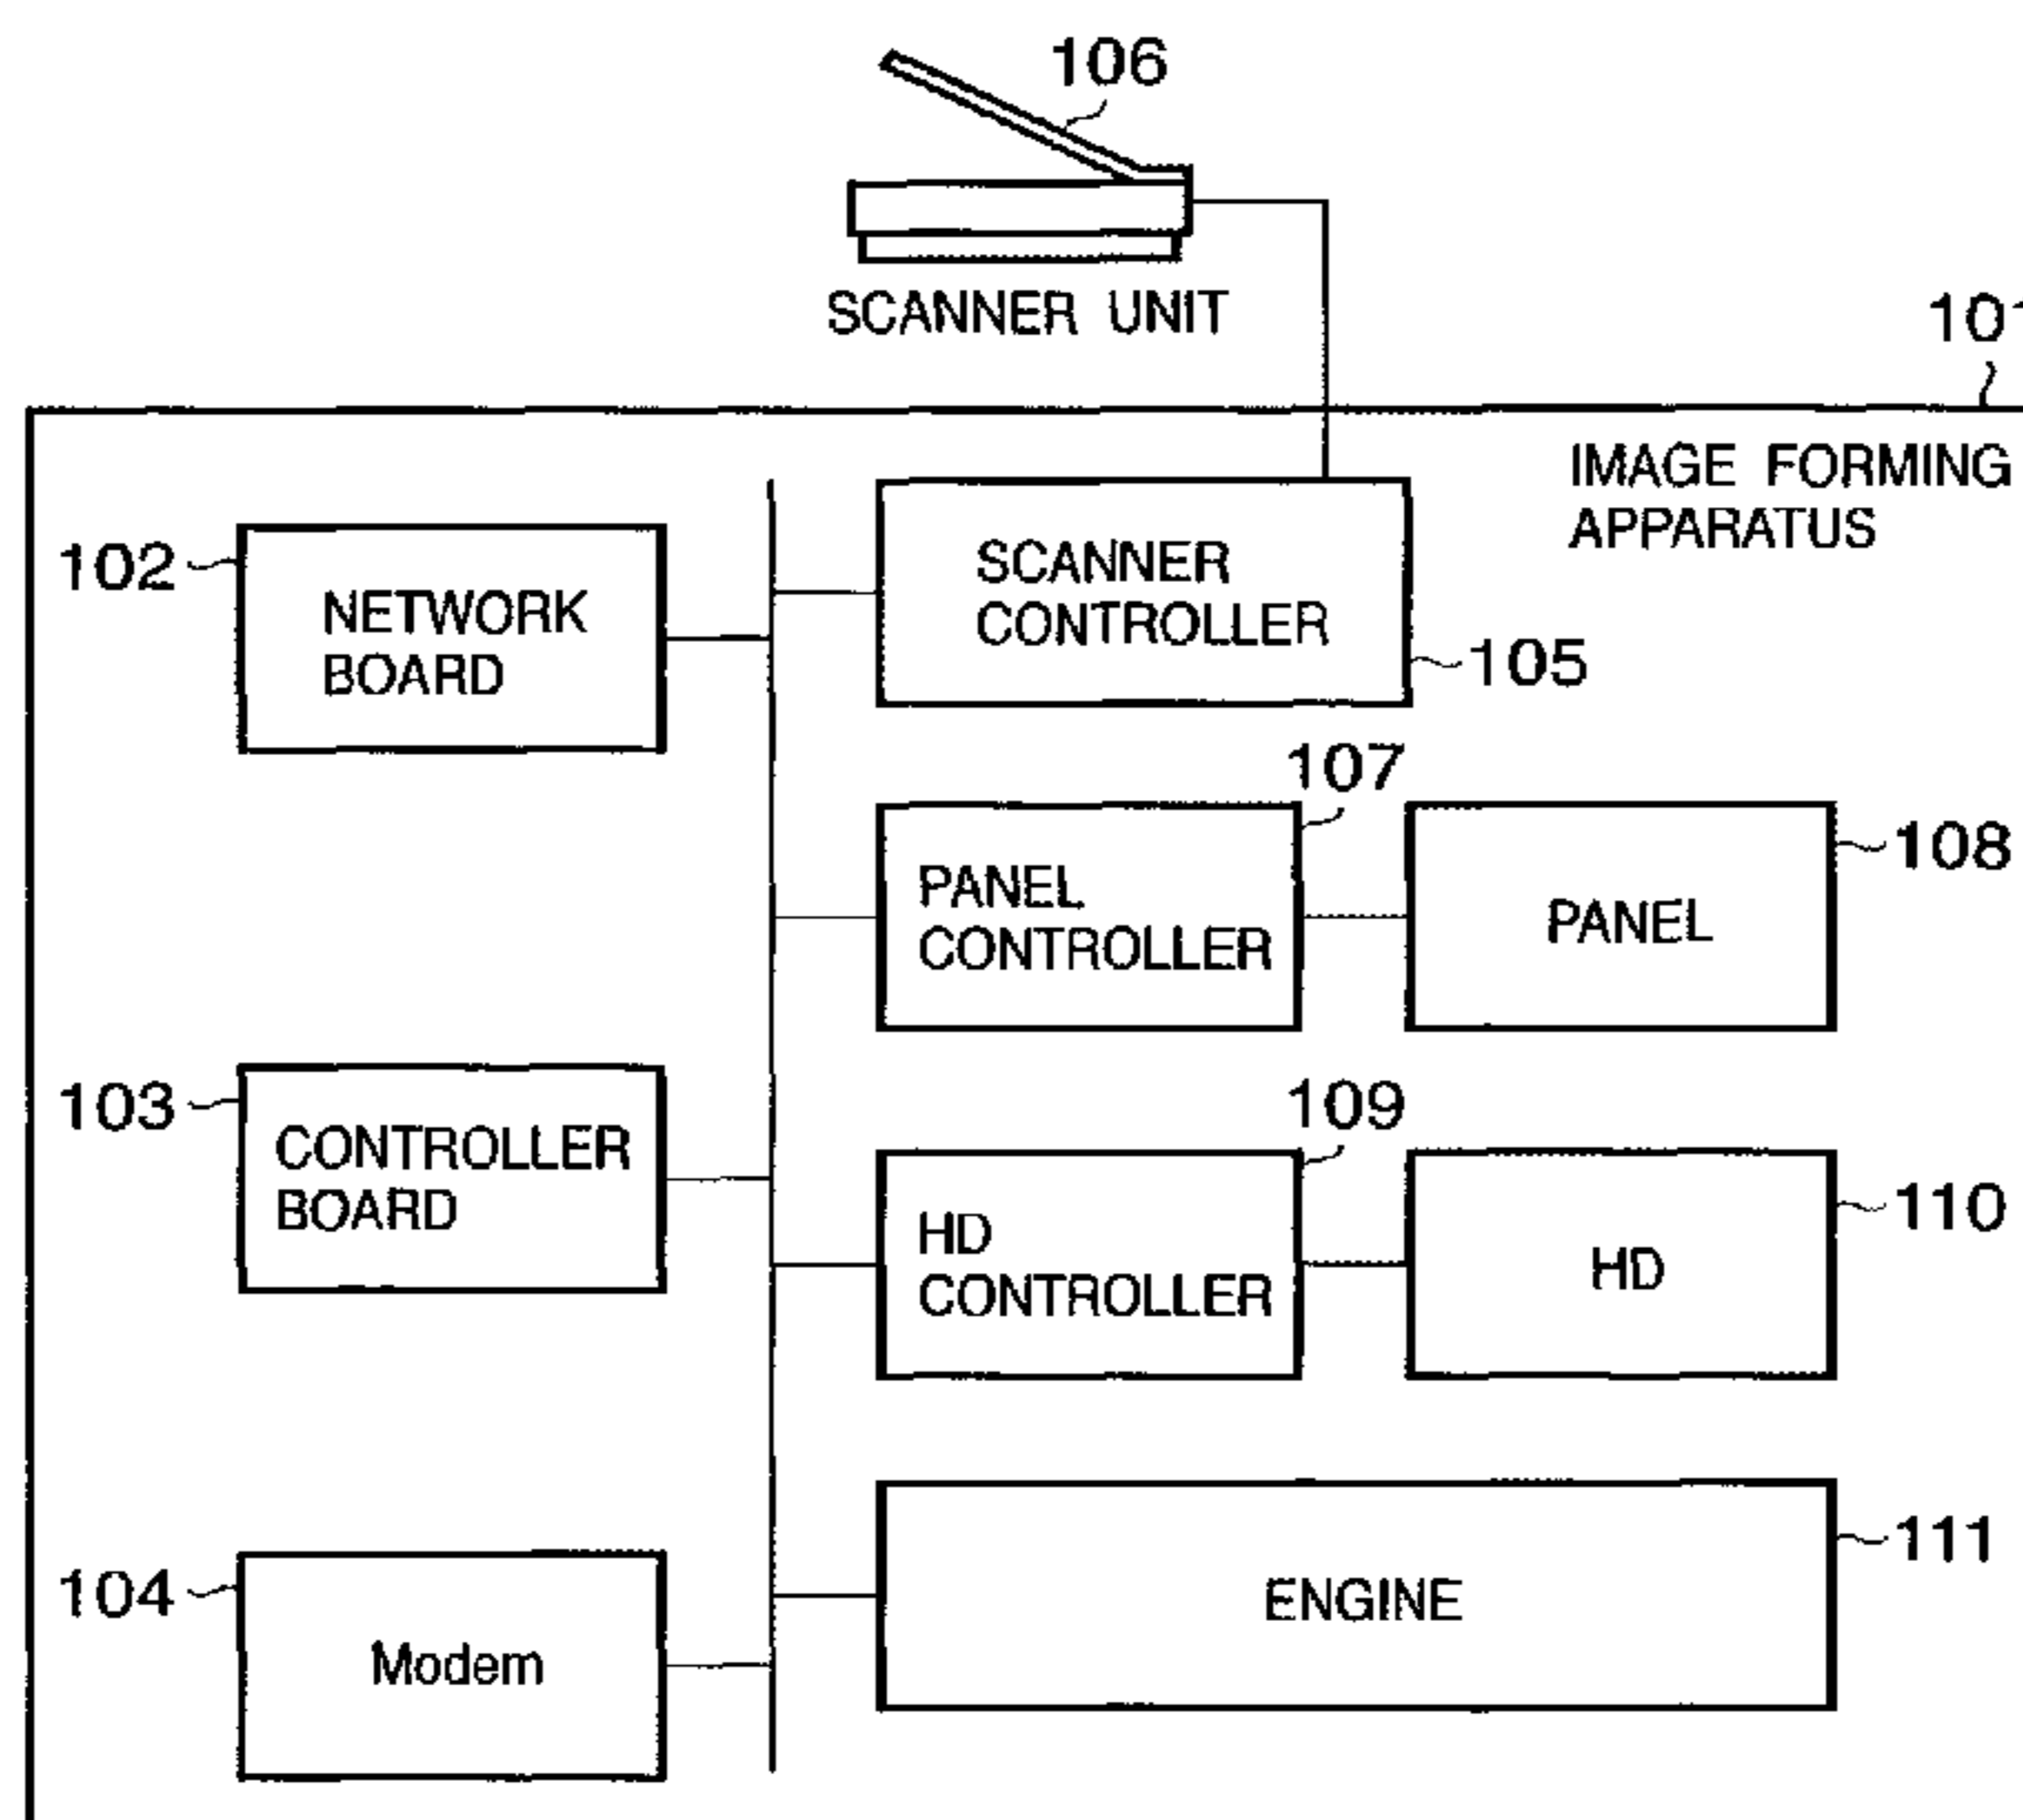 106
SCANNER UNIT
101
IMAGE FORMING
APPARATUS
102
NETWORK
BOARD
SCANNER
CONTROLLER
105
107
PANEL
CONTROLLER
PANEL
108
103
CONTROLLER
BOARD
109
HD
CONTROLLER
HD
110
104
Modem
ENGINE
111